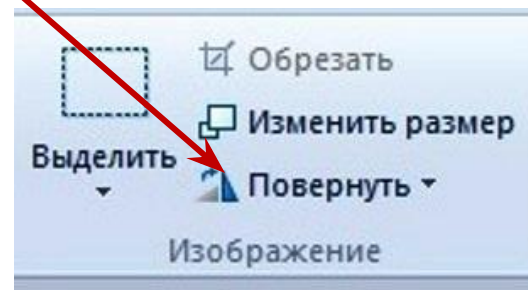 Обрезать
Изменить размер
Выделить
Повернуть
Изображение